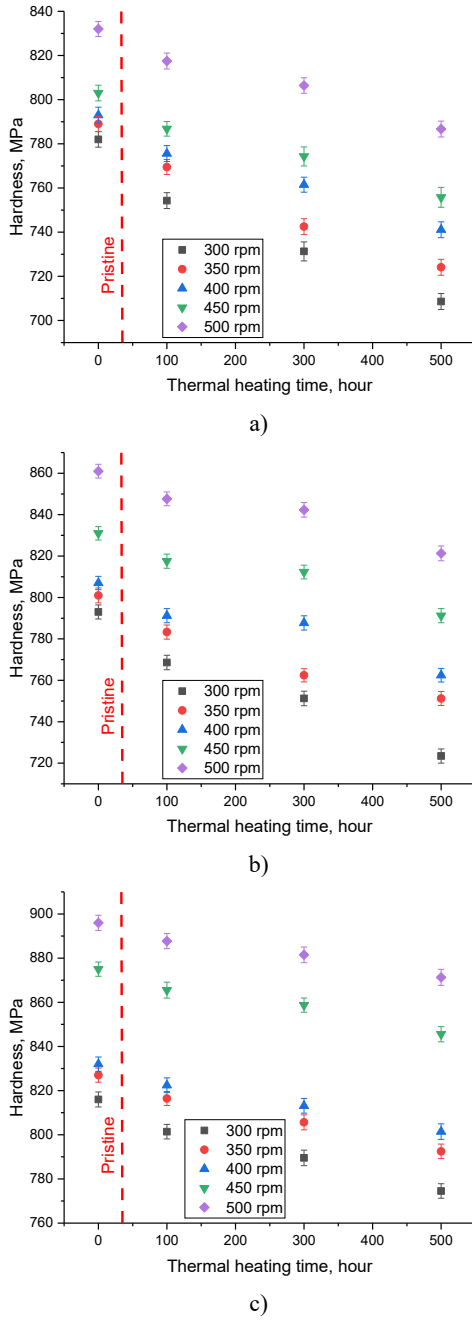 840
820
800
780
760
740
720
700
Hardness, MPa
Pristine
300 rpm
350 rpm
400 rpm
450 rpm
500 rpm
0 100 200 300 400 500
Thermal heating time, hour
a)
860
840
820
800
780
760
740
720
Hardness, MPa
Pristine
300 rpm
350 rpm
400 rpm
450 rpm
500 rpm
0 100 200 300 400 500
Thermal heating time, hour
b)
900
880
860
840
820
800
780
760
Hardness, MPa
Pristine
300 rpm
350 rpm
400 rpm
450 rpm
500 rpm
0 100 200 300 400 500
Thermal heating time, hour
c)